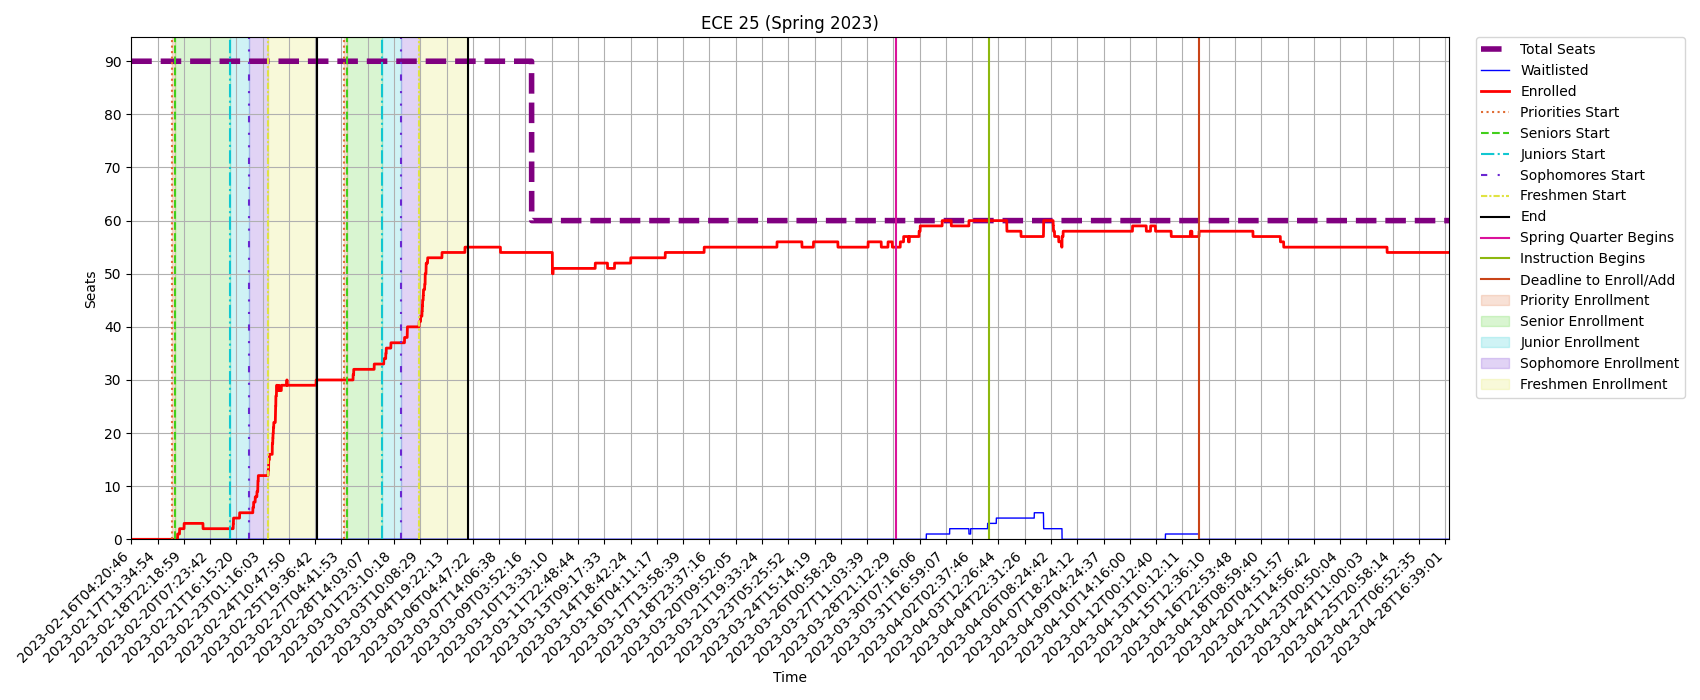 ECE 25 (Spring 2023)
Seats
90
80
70
60
50
40
30
20
10
0
2023-02-16T04:20:46
2023-02-17T13:34:54
2023-02-18T22:18:59
2023-02-20T07:23:42
2023-02-21T16:15:20
2023-02-23T01:16:03
2023-02-24T10:47:50
2023-02-25T19:36:42
2023-02-27T04:41:53
2023-02-28T14:03:07
2023-03-01T23:10:18
2023-03-03T10:08:29
2023-03-04T19:22:13
2023-03-06T04:47:22
2023-03-07T14:06:38
2023-03-09T03:52:16
2023-03-10T13:33:10
2023-03-11T22:48:44
2023-03-13T09:17:33
2023-03-14T18:42:24
2023-03-16T04:11:17
2023-03-17T13:58:39
2023-03-18T23:37:16
2023-03-20T09:52:05
2023-03-21T19:33:24
2023-03-23T05:25:52
2023-03-24T15:14:19
2023-03-26T00:58:28
2023-03-27T11:03:39
2023-03-28T21:12:29
2023-03-30T07:16:06
2023-03-31T16:59:07
2023-04-02T02:37:46
2023-04-03T12:26:44
2023-04-04T22:31:26
2023-04-06T08:24:42
2023-04-07T18:24:12
2023-04-09T04:24:37
2023-04-10T14:16:00
2023-04-12T00:12:40
2023-04-13T10:12:11
2023-04-15T12:36:10
2023-04-16T22:53:48
2023-04-18T08:59:40
2023-04-20T04:51:57
2023-04-21T14:56:42
2023-04-23T00:50:04
2023-04-24T11:00:03
2023-04-25T20:58:14
2023-04-27T06:52:35
2023-04-28T16:39:01
Time
Total Seats
Waitlisted
Enrolled
Priorities Start
Seniors Start
Juniors Start
Sophomores Start
Freshmen Start
End
Spring Quarter Begins
Instruction Begins
Deadline to Enroll/Add
Priority Enrollment
Senior Enrollment
Junior Enrollment
Sophomore Enrollment
Freshmen Enrollment